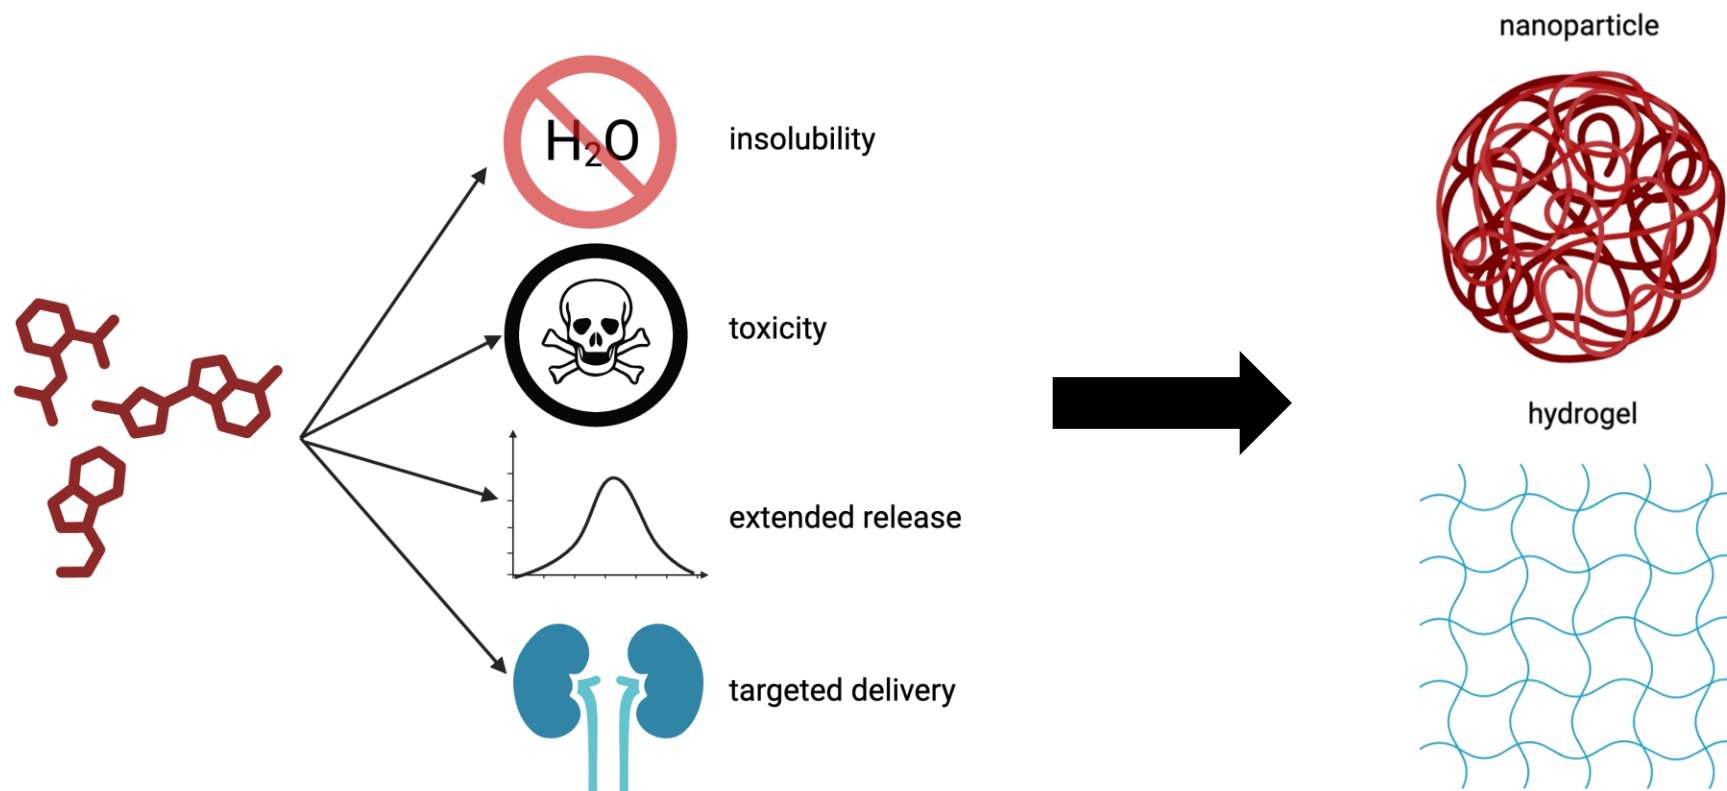 H₂O
insolubility
toxicity
extended release
targeted delivery
nanoparticle
hydrogel